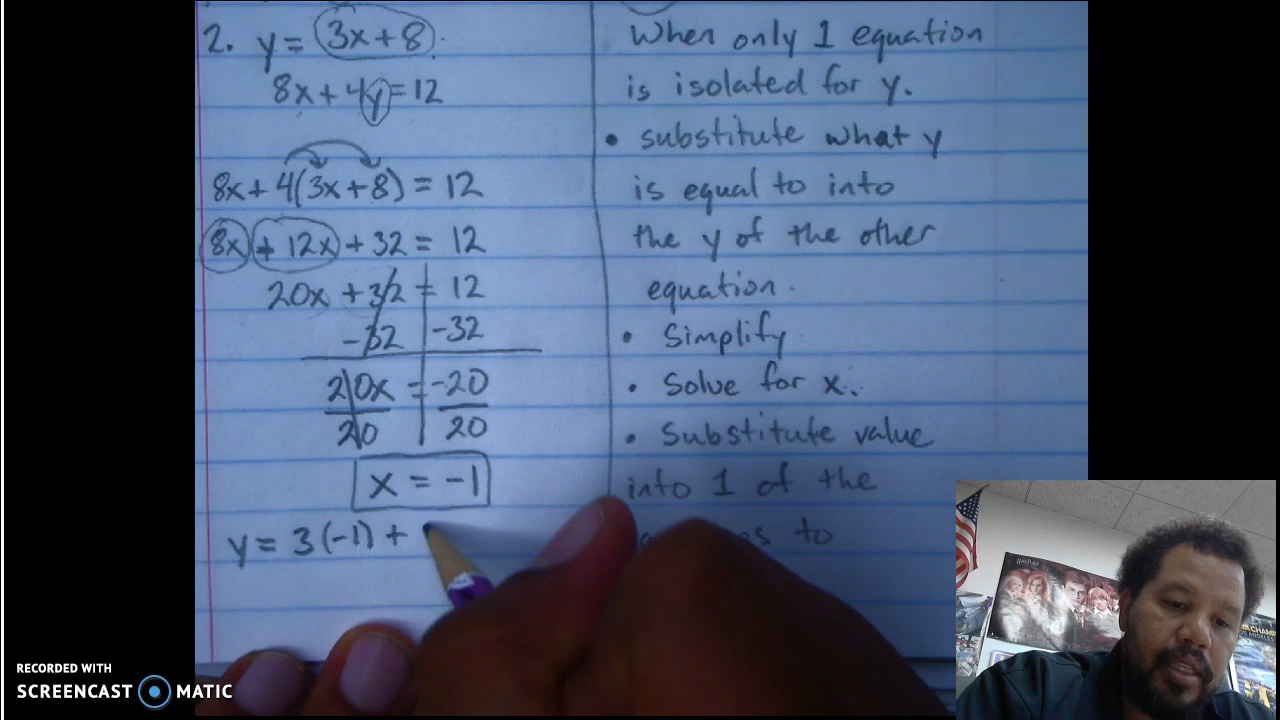 2. y = 3x + 8
8x + 4y = 12
8x + 4(3x + 8) = 12
8x + 12x + 32 = 12
20x + 32 = 12
-32 -32
20x = -20
20 20
x = -1
y = 3(-1) +
When only 1 equation
is isolated for y.
• substitute what y
is equal to into
the y of the other
equation.
• Simplify
• Solve for x.
• Substitute value
into 1 of the
to
RECORDED WITH
SCREENCAST MATIC